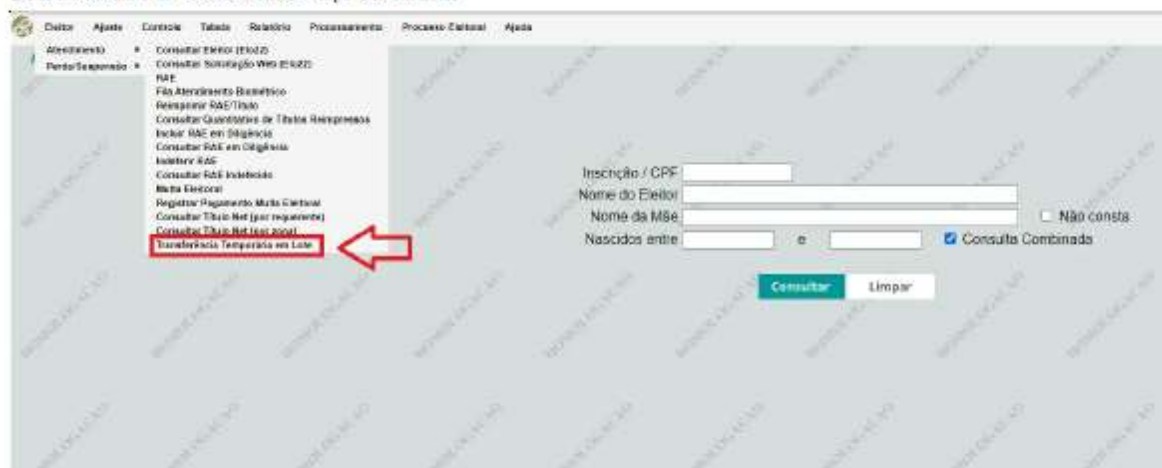 Eleitor Ajuste Controle Tabela Relatório Processamento Processo Eleitoral Ajuda
Atendimento
Perda/Suspensão
Consultar Eleitor (Elo22)
Consultar Solicitação Web (Elo22)
RAE
Fila Atendimento Biométrico
Reimprimir RAE/Título
Consultar Quantitativo de Títulos Reimpressos
Incluir RAE em Diligência
Consultar RAE em Diligência
Indeferir RAE
Consultar RAE Indeferido
Multa Eleitoral
Registrar Pagamento Multa Eleitoral
Consultar Título Net (por requerente)
Consultar Título Net (por zona)
Transferência Temporária em Lote
Inscrição / CPF
Nome do Eleitor
Nome da Mãe Não consta
Nascidos entre e Consulta Combinada
Consultar Limpar
HOMOLOGACAO